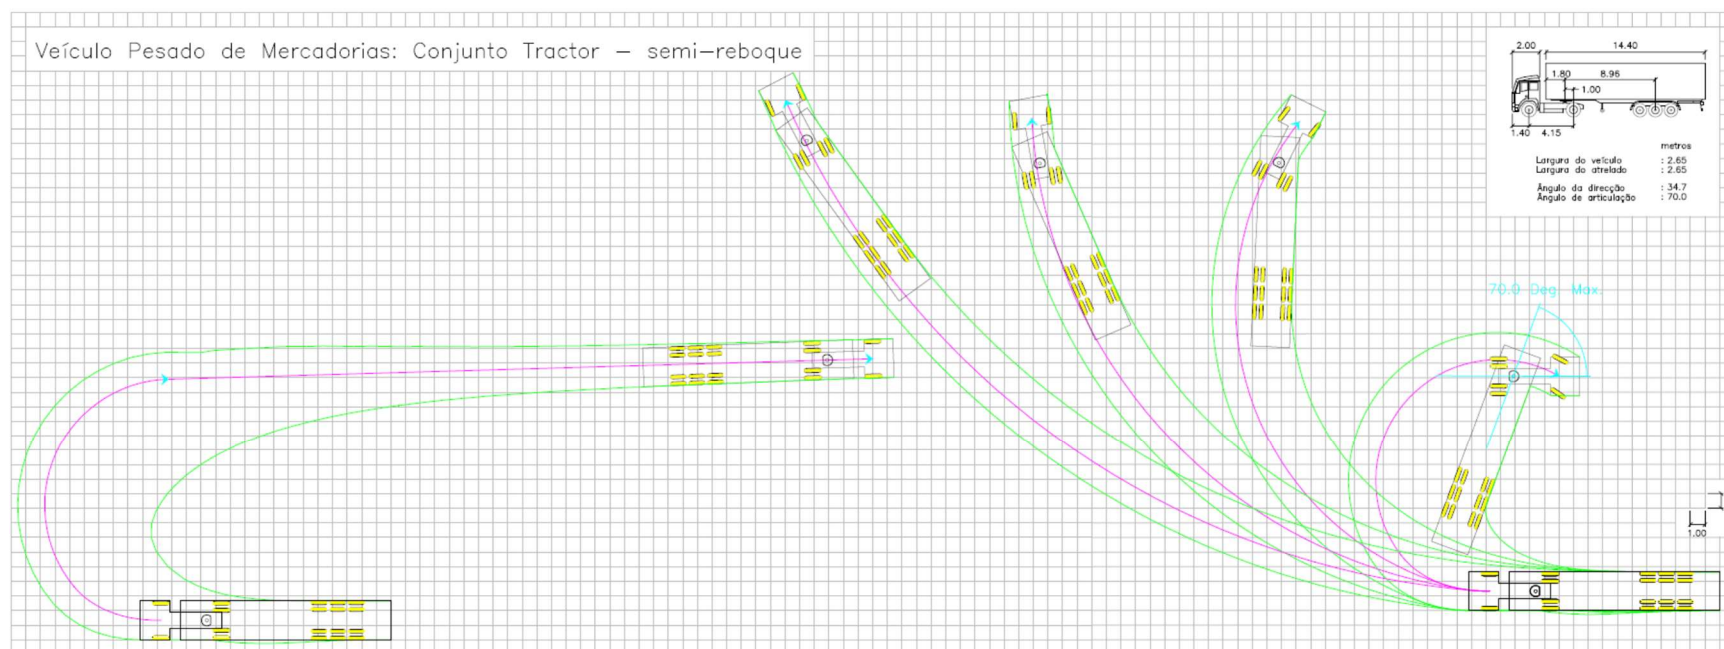 Veículo Pesado de Mercadorias: Conjunto Tractor – semi–reboque
2.00 14.40
1.80 8.96
1.00
1.40 4.15
metros
Largura do veículo : 2.65
Largura do atrelado : 2.65
Ângulo da direcção : 34.7
Ângulo de articulação : 70.0
70.0 Deg Max.
1.00